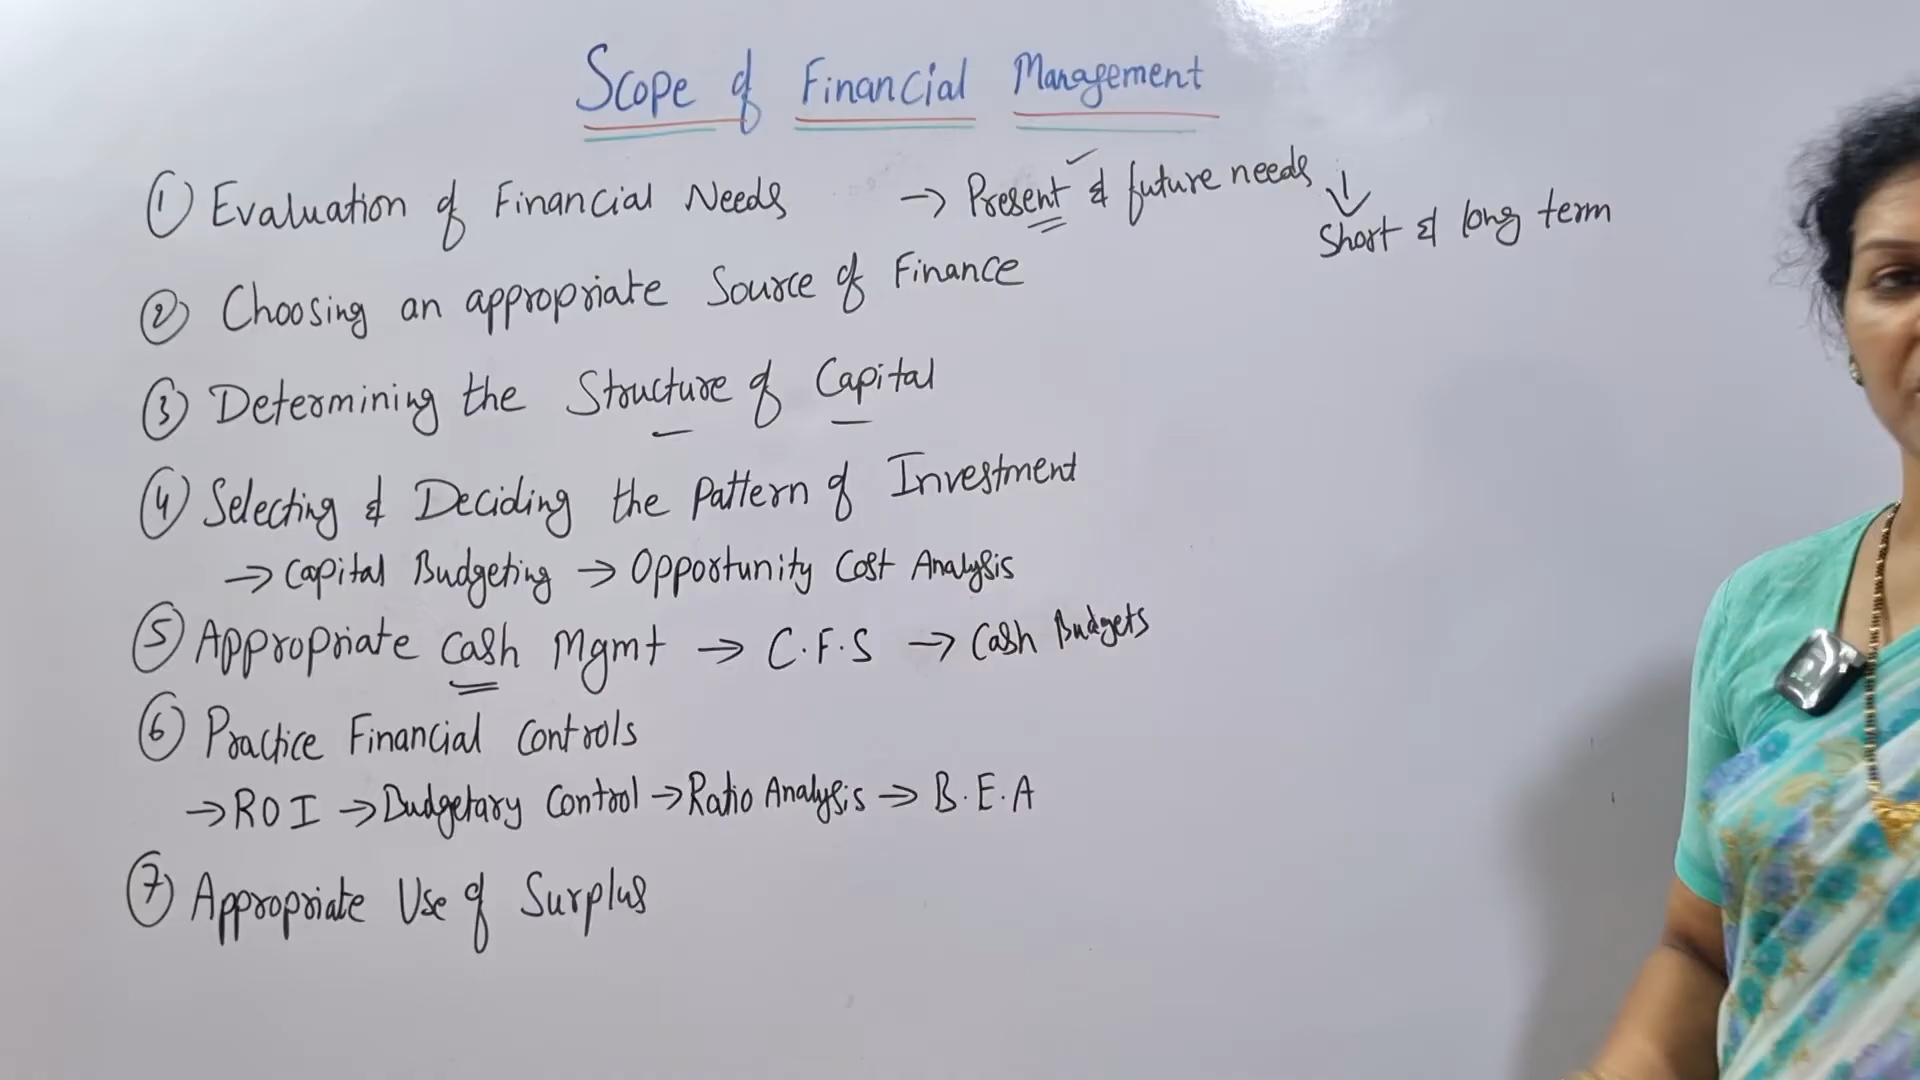 Scope of Financial Management
① Evaluation of Financial Needs → Present & future needs
↓
Short & long term
② Choosing an appropriate Source of Finance
③ Determining the Structure of Capital
④ Selecting & Deciding the Pattern of Investment
→ Capital Budgeting → Opportunity Cost Analysis
⑤ Appropriate Cash Mgmt → C.F.S → Cash Budgets
⑥ Practice Financial Controls
→ ROI → Budgetary Control → Ratio Analysis → B.E.A
⑦ Appropriate Use of Surplus